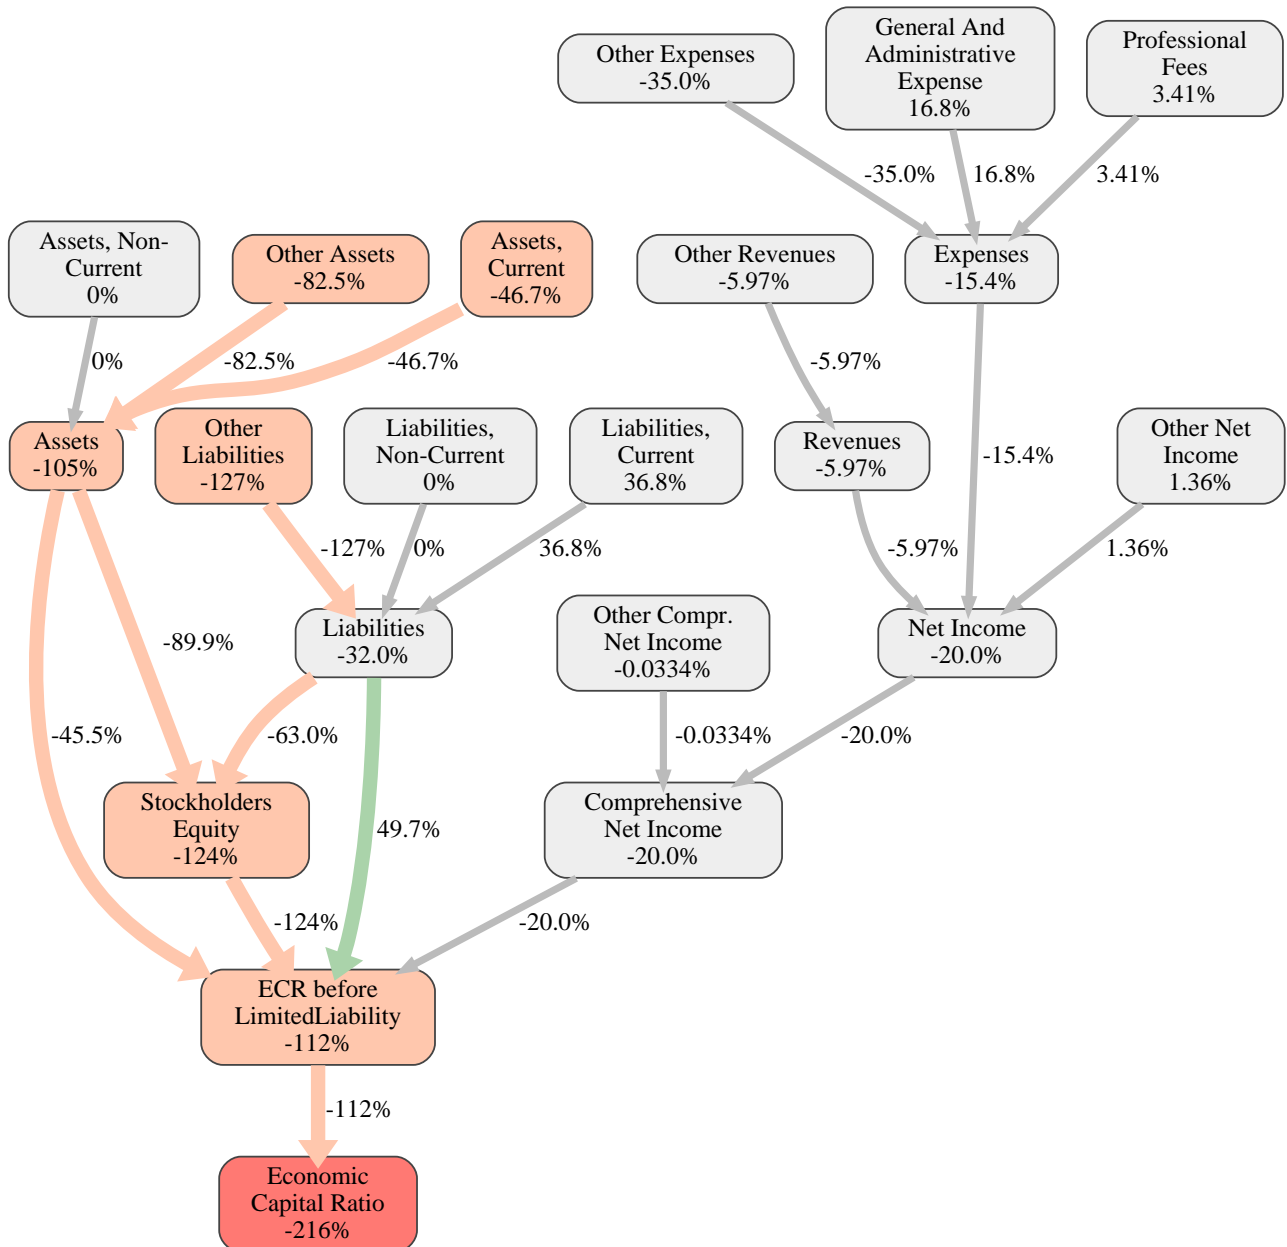 Other Expenses
-35.0%
General And
Administrative
Expense
16.8%
Professional
Fees
3.41%
-35.0%
16.8%
3.41%
Assets, Non-
Current
0%
Other Assets
-82.5%
Assets,
Current
-46.7%
Other Revenues
-5.97%
Expenses
-15.4%
0%
-82.5%
-46.7%
-5.97%
Assets
-105%
Other
Liabilities
-127%
Liabilities,
Non-Current
0%
Liabilities,
Current
36.8%
Revenues
-5.97%
-15.4%
Other Net
Income
1.36%
-127%
0%
36.8%
-5.97%
1.36%
-89.9%
Liabilities
-32.0%
Other Compr.
Net Income
-0.0334%
Net Income
-20.0%
-45.5%
-63.0%
-0.0334%
-20.0%
Stockholders
Equity
-124%
49.7%
Comprehensive
Net Income
-20.0%
-124%
-20.0%
ECR before
LimitedLiability
-112%
-112%
Economic
Capital Ratio
-216%